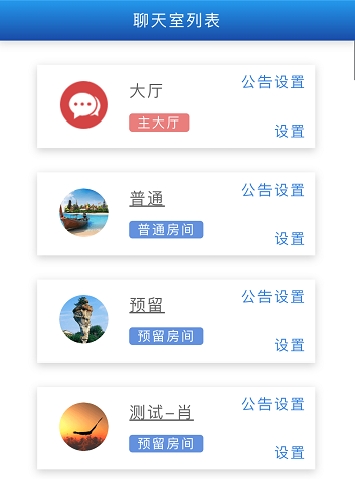 聊天室列表
大厅
公告设置
主大厅
设置
普通
公告设置
普通房间
设置
预留
公告设置
预留房间
设置
测试–肖
公告设置
预留房间
设置